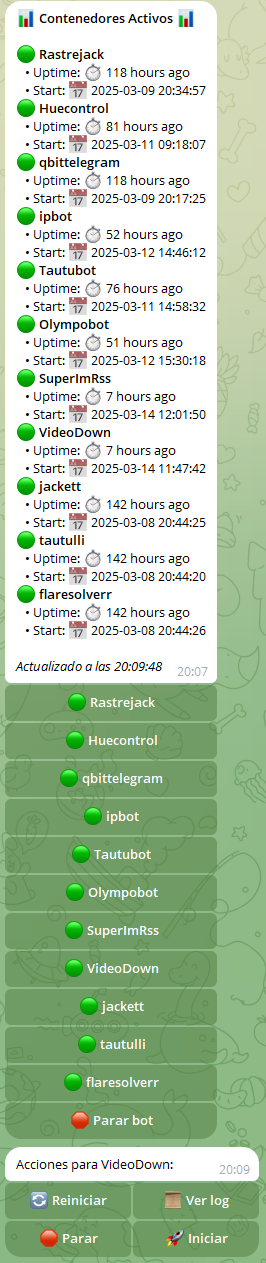 📊 Contenedores Activos 📊
🟢 Rastrejack
• Uptime: ⏱ 118 hours ago
• Start: 📅 2025-03-09 20:34:57
🟢 Huecontrol
• Uptime: ⏱ 81 hours ago
• Start: 📅 2025-03-11 09:18:07
🟢 qbittelegram
• Uptime: ⏱ 118 hours ago
• Start: 📅 2025-03-09 20:17:25
🟢 ipbot
• Uptime: ⏱ 52 hours ago
• Start: 📅 2025-03-12 14:46:12
🟢 Tautubot
• Uptime: ⏱ 76 hours ago
• Start: 📅 2025-03-11 14:58:32
🟢 Olympobot
• Uptime: ⏱ 51 hours ago
• Start: 📅 2025-03-12 15:30:18
🟢 SuperImRss
• Uptime: ⏱ 7 hours ago
• Start: 📅 2025-03-14 12:01:50
🟢 VideoDown
• Uptime: ⏱ 7 hours ago
• Start: 📅 2025-03-14 11:47:42
🟢 jackett
• Uptime: ⏱ 142 hours ago
• Start: 📅 2025-03-08 20:44:25
🟢 tautulli
• Uptime: ⏱ 142 hours ago
• Start: 📅 2025-03-08 20:44:20
🟢 flaresolverr
• Uptime: ⏱ 142 hours ago
• Start: 📅 2025-03-08 20:44:26
Actualizado a las 20:09:48 20:07
🟢 Rastrejack
🟢 Huecontrol
🟢 qbittelegram
🟢 ipbot
🟢 Tautubot
🟢 Olympobot
🟢 SuperImRss
🟢 VideoDown
🟢 jackett
🟢 tautulli
🟢 flaresolverr
🛑 Parar bot
Acciones para VideoDown: 20:09
🔄 Reiniciar 📜 Ver log
🛑 Parar 🚀 Iniciar